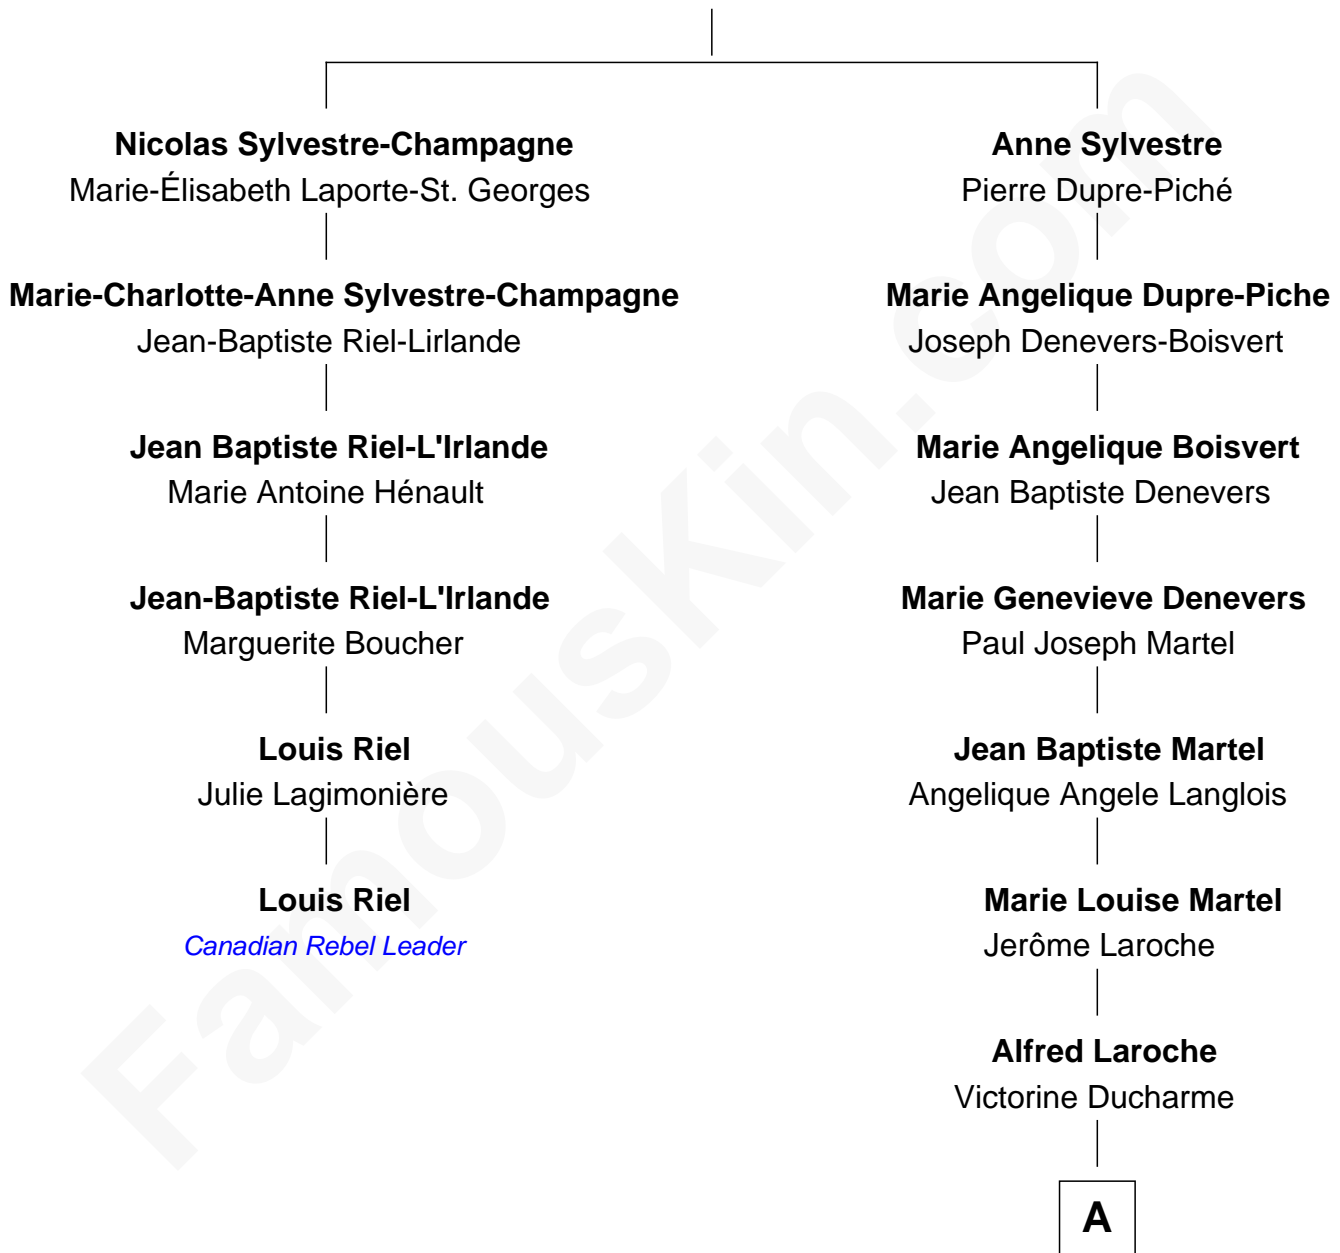 Nicolas Sylvestre-Champagne
Marie-Élisabeth Laporte-St. Georges
Marie-Charlotte-Anne Sylvestre-Champagne
Jean-Baptiste Riel-Lirlande
Jean Baptiste Riel-L'Irlande
Marie Antoine Hénault
Jean-Baptiste Riel-L'Irlande
Marguerite Boucher
Louis Riel
Julie Lagimonière
Louis Riel
Canadian Rebel Leader
Anne Sylvestre
Pierre Dupre-Piché
Marie Angelique Dupre-Piche
Joseph Denevers-Boisvert
Marie Angelique Boisvert
Jean Baptiste Denevers
Marie Genevieve Denevers
Paul Joseph Martel
Jean Baptiste Martel
Angelique Angele Langlois
Marie Louise Martel
Jerôme Laroche
Alfred Laroche
Victorine Ducharme
A
FamousKin.com